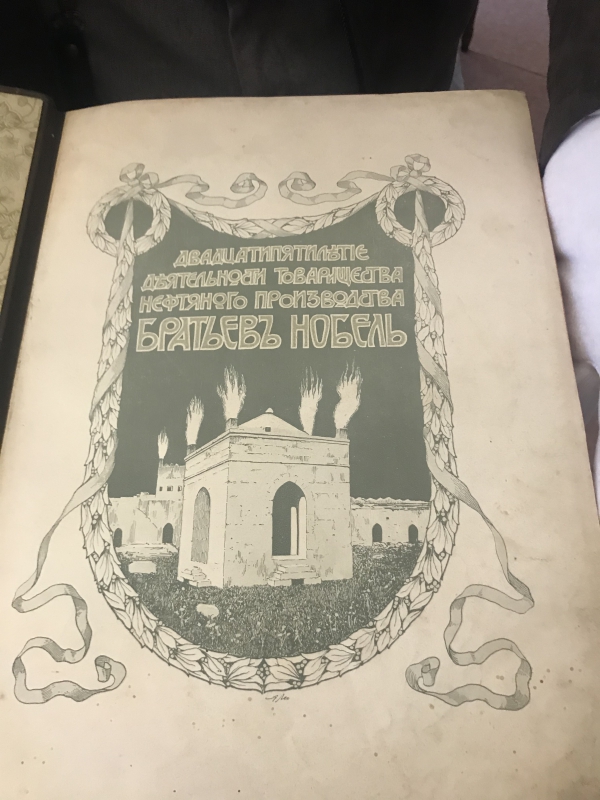 ДВАДЦАТИПЯТИЛѢТІЕ
ДѢЯТЕЛЬНОСТИ ТОВАРИЩЕСТВА
НЕФТЯНОГО ПРОИЗВОДСТВА
БРАТЬЕВЪ НОБЕЛЬ